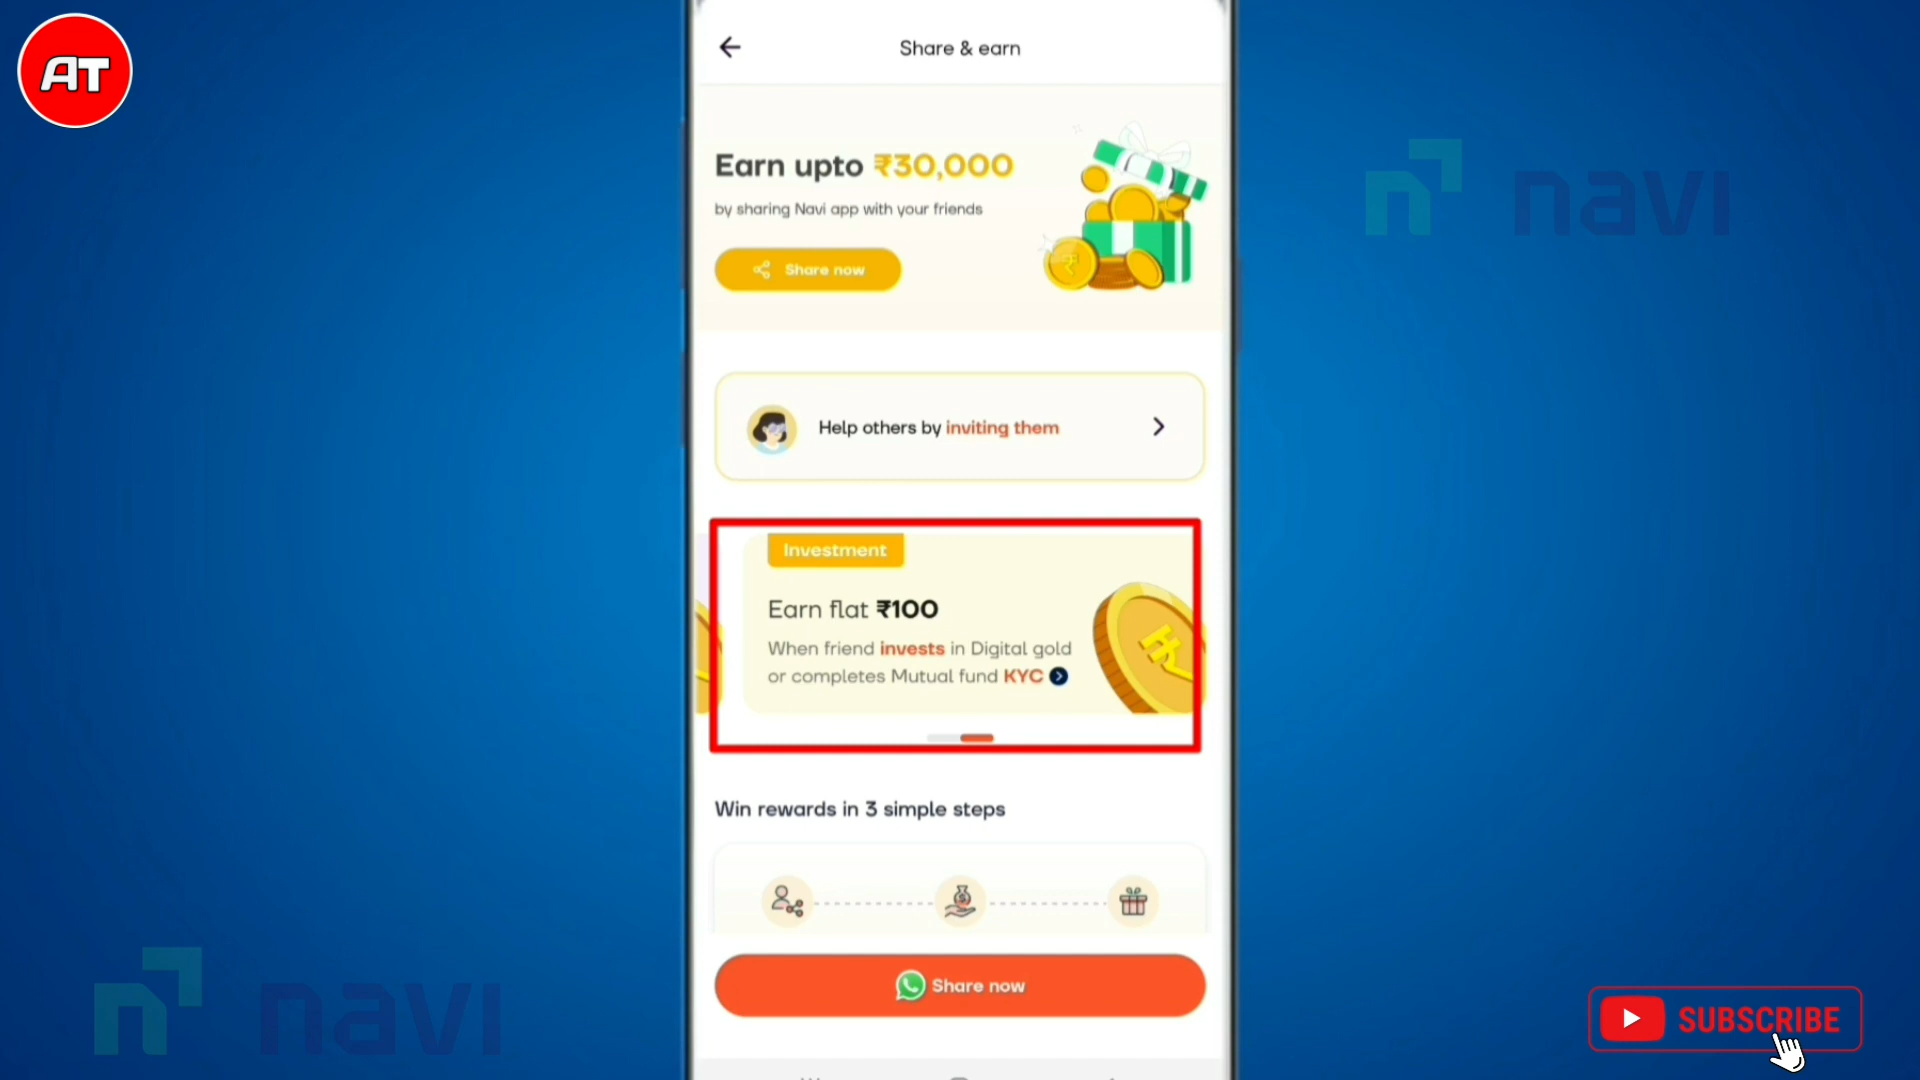 AT
Share & earn
Earn upto ₹30,000
by sharing Navi app with your friends
Share now
navi
Help others by inviting them
Investment
Earn flat ₹100
When friend invests in Digital gold
or completes Mutual fund KYC
Win rewards in 3 simple steps
Share now
navi
SUBSCRIBE